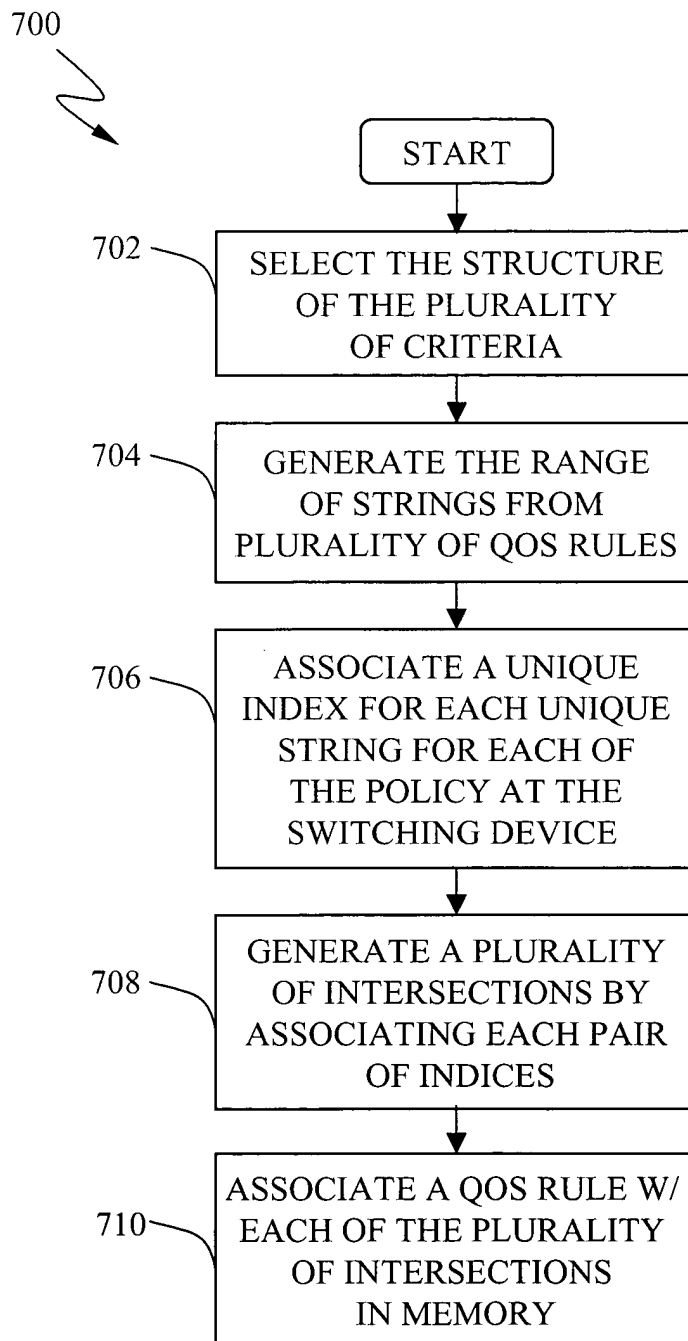 700
START
702
SELECT THE STRUCTURE
OF THE PLURALITY
OF CRITERIA
704
GENERATE THE RANGE
OF STRINGS FROM
PLURALITY OF QOS RULES
706
ASSOCIATE A UNIQUE
INDEX FOR EACH UNIQUE
STRING FOR EACH OF
THE POLICY AT THE
SWITCHING DEVICE
708
GENERATE A PLURALITY
OF INTERSECTIONS BY
ASSOCIATING EACH PAIR
OF INDICES
710
ASSOCIATE A QOS RULE W/
EACH OF THE PLURALITY
OF INTERSECTIONS
IN MEMORY